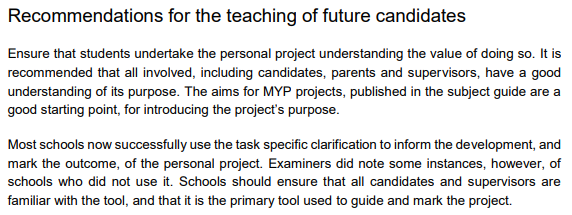 Recommendations for the teaching of future candidates
Ensure that students undertake the personal project understanding the value of doing so. It is
recommended that all involved, including candidates, parents and supervisors, have a good
understanding of its purpose. The aims for MYP projects, published in the subject guide are a
good starting point, for introducing the project's purpose.
Most schools now successfully use the task specific clarification to inform the development, and
mark the outcome, of the personal project. Examiners did note some instances, however, of
schools who did not use it. Schools should ensure that all candidates and supervisors are
familiar with the tool, and that it is the primary tool used to guide and mark the project.